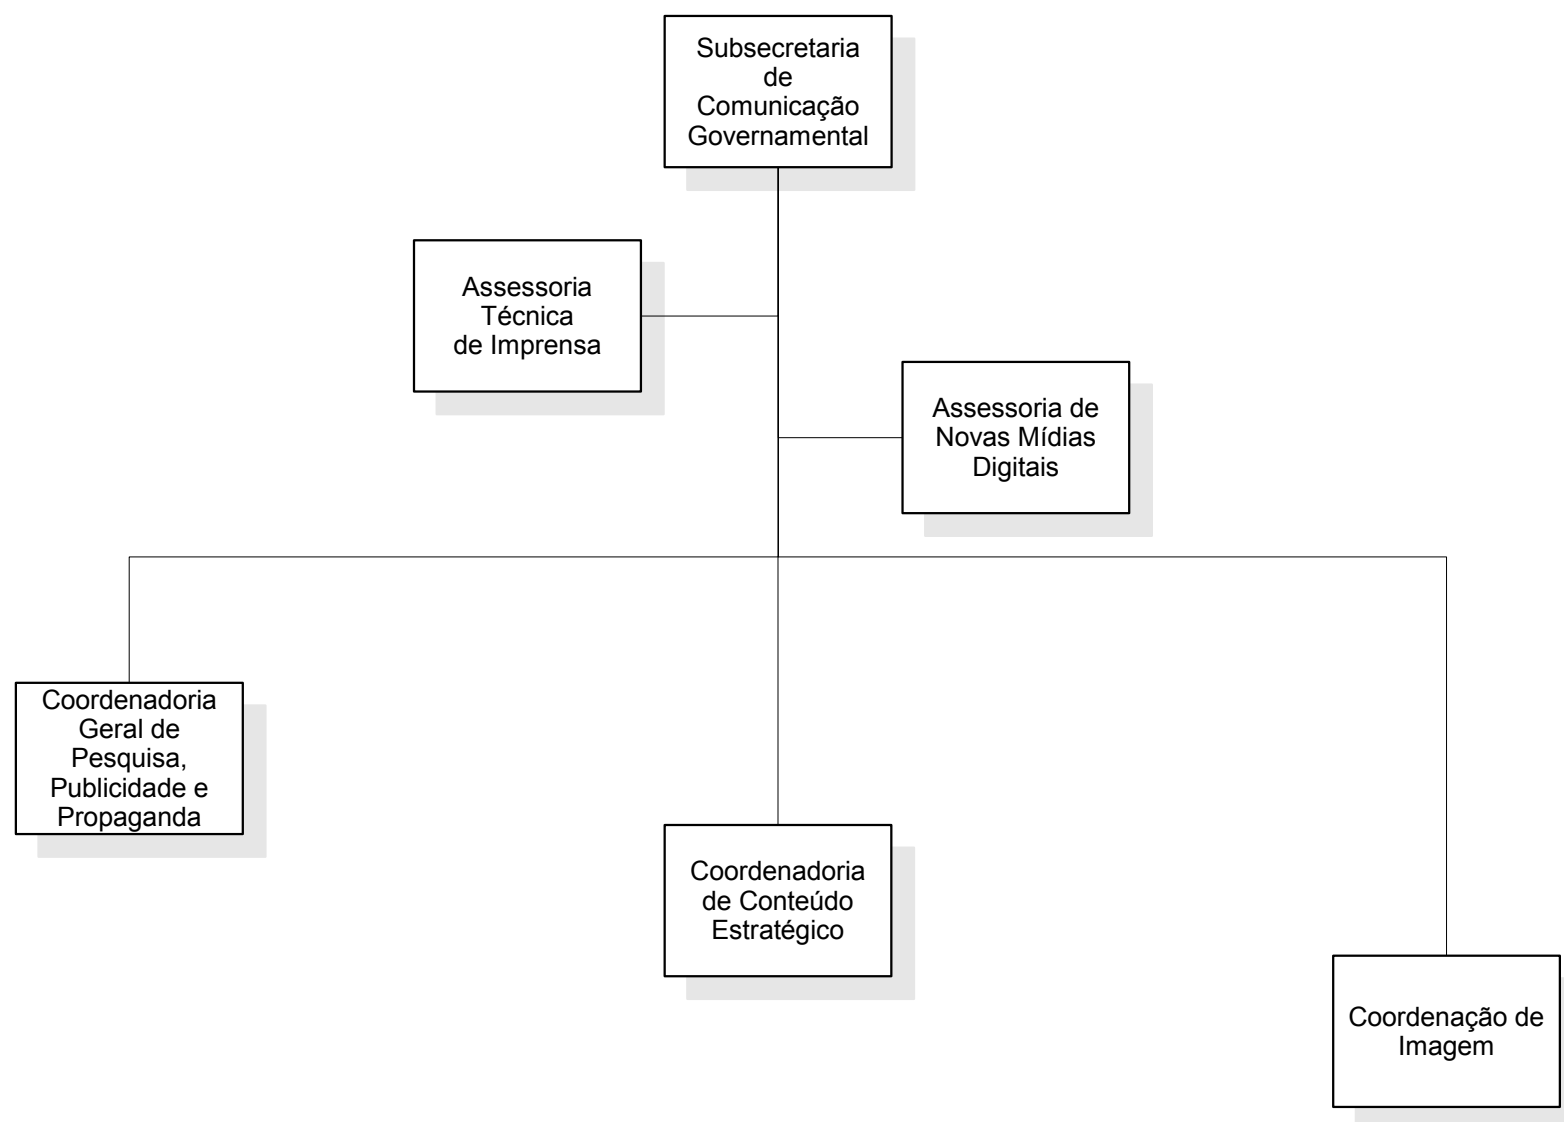 Subsecretaria
de
Comunicação
Governamental
Assessoria
Técnica
de Imprensa
Assessoria de
Novas Mídias
Digitais
Coordenadoria
Geral de
Pesquisa,
Publicidade e
Propaganda
Coordenadoria
de Conteúdo
Estratégico
Coordenação de
Imagem